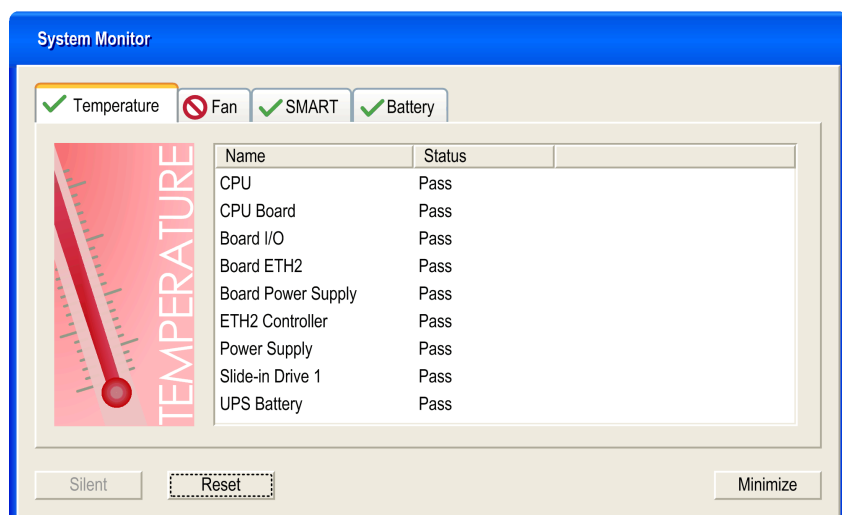 System Monitor
Temperature Fan SMART Battery
TEMPERATURE
Name Status
CPU Pass
CPU Board Pass
Board I/O Pass
Board ETH2 Pass
Board Power Supply Pass
ETH2 Controller Pass
Power Supply Pass
Slide-in Drive 1 Pass
UPS Battery Pass
Silent Reset Minimize